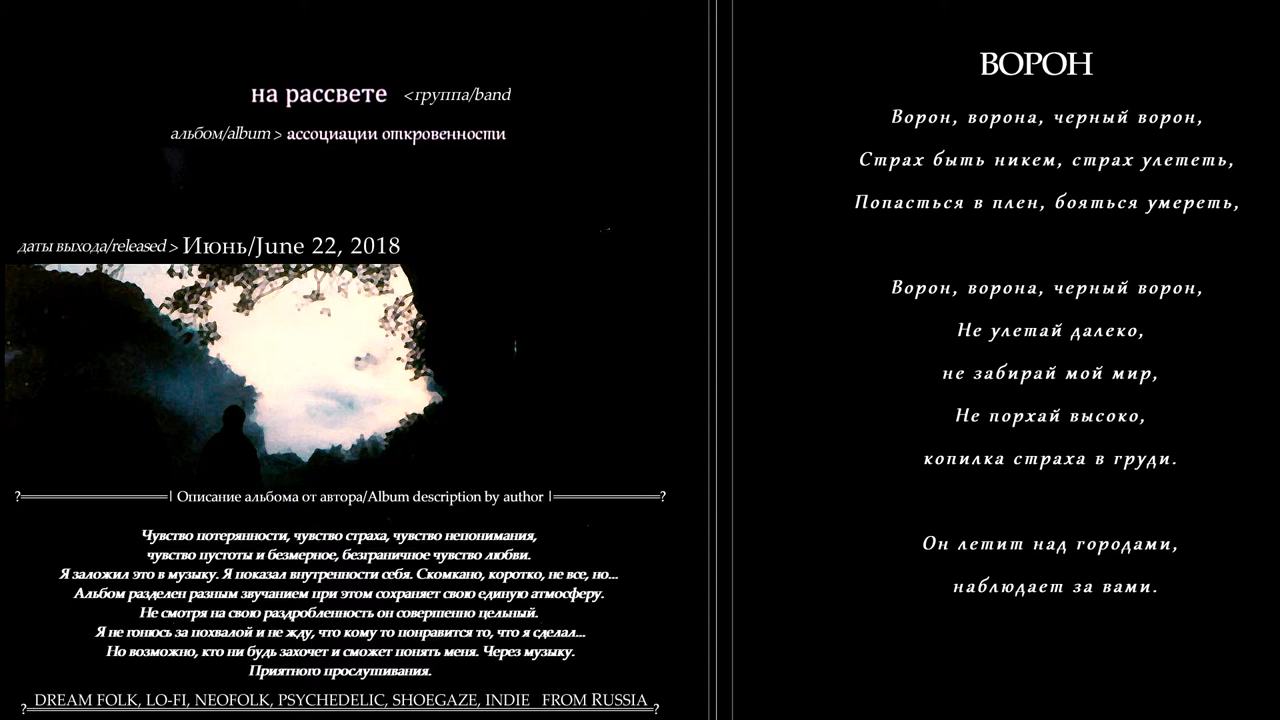 на рассвете <группа/band
альбом/album > ассоциации откровенности
даты выхода/released > Июнь/June 22, 2018
?| Описание альбома от автора/Album description by author |?
Чувство потерянности, чувство страха, чувство непонимания,
чувство пустоты и безмерное, безграничное чувство любви.
Я заложил это в музыку. Я показал внутренности себя. Скомкано, коротко, не все, но...
Альбом разделен разным звучанием при этом сохраняет свою единую атмосферу.
Не смотря на свою раздробленность он совершенно цельный.
Я не гонюсь за похвалой и не жду, что кому то понравится то, что я сделал...
Но возможно, кто ни будь захочет и сможет понять меня. Через музыку.
Приятного прослушивания.
? DREAM FOLK, LO-FI, NEOFOLK, PSYCHEDELIC, SHOEGAZE, INDIE FROM RUSSIA ?
ВОРОН
Ворон, ворона, черный ворон,
Страх быть никем, страх улететь,
Попасться в плен, бояться умереть,
Ворон, ворона, черный ворон,
Не улетай далеко,
не забирай мой мир,
Не порхай высоко,
копилка страха в груди.
Он летит над городами,
наблюдает за вами.